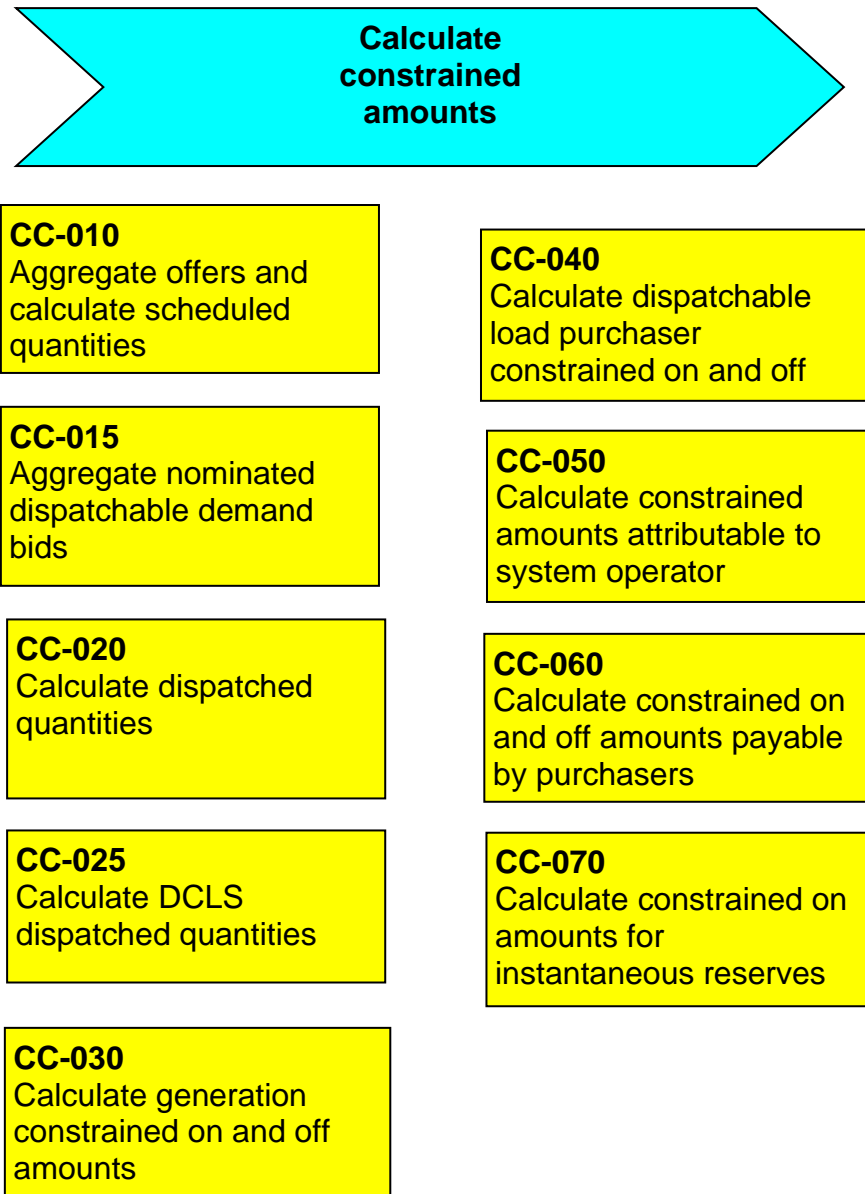 Calculate
constrained
amounts
CC-010
Aggregate offers and
calculate scheduled
quantities
CC-015
Aggregate nominated
dispatchable demand
bids
CC-020
Calculate dispatched
quantities
CC-025
Calculate DCLS
dispatched quantities
CC-030
Calculate generation
constrained on and off
amounts
CC-040
Calculate dispatchable
load purchaser
constrained on and off
CC-050
Calculate constrained
amounts attributable to
system operator
CC-060
Calculate constrained on
and off amounts payable
by purchasers
CC-070
Calculate constrained on
amounts for
instantaneous reserves